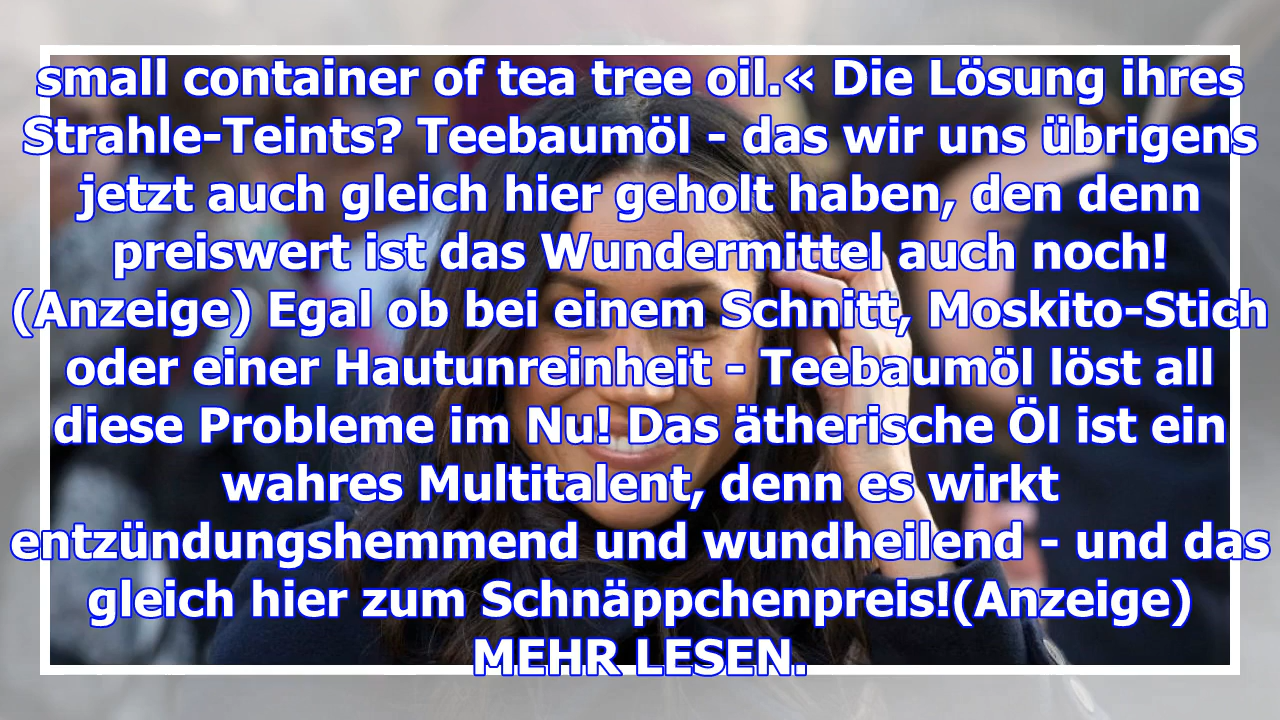 small container of tea tree oil.« Die Lösung ihres
Strahle-Teints? Teebaumöl - das wir uns übrigens
jetzt auch gleich hier geholt haben, den denn
preiswert ist das Wundermittel auch noch!
(Anzeige) Egal ob bei einem Schnitt, Moskito-Stich
oder einer Hautunreinheit - Teebaumöl löst all
diese Probleme im Nu! Das ätherische Öl ist ein
wahres Multitalent, denn es wirkt
entzündungshemmend und wundheilend - und das
gleich hier zum Schnäppchenpreis!(Anzeige)
MEHR LESEN.